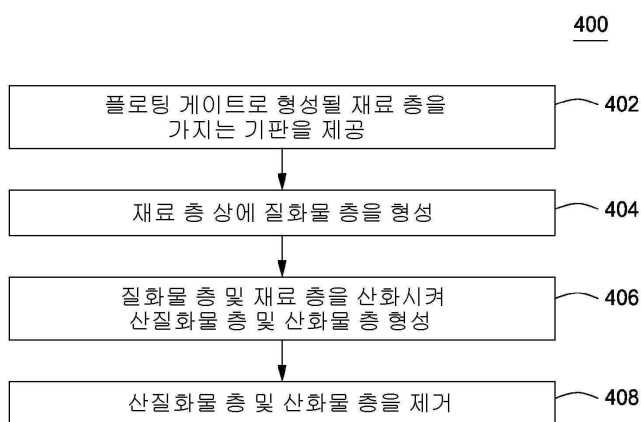 400
플로팅 게이트로 형성될 재료 층을
가지는 기판을 제공
402
재료 층 상에 질화물 층을 형성
404
질화물 층 및 재료 층을 산화시켜
산질화물 층 및 산화물 층 형성
406
산질화물 층 및 산화물 층을 제거
408